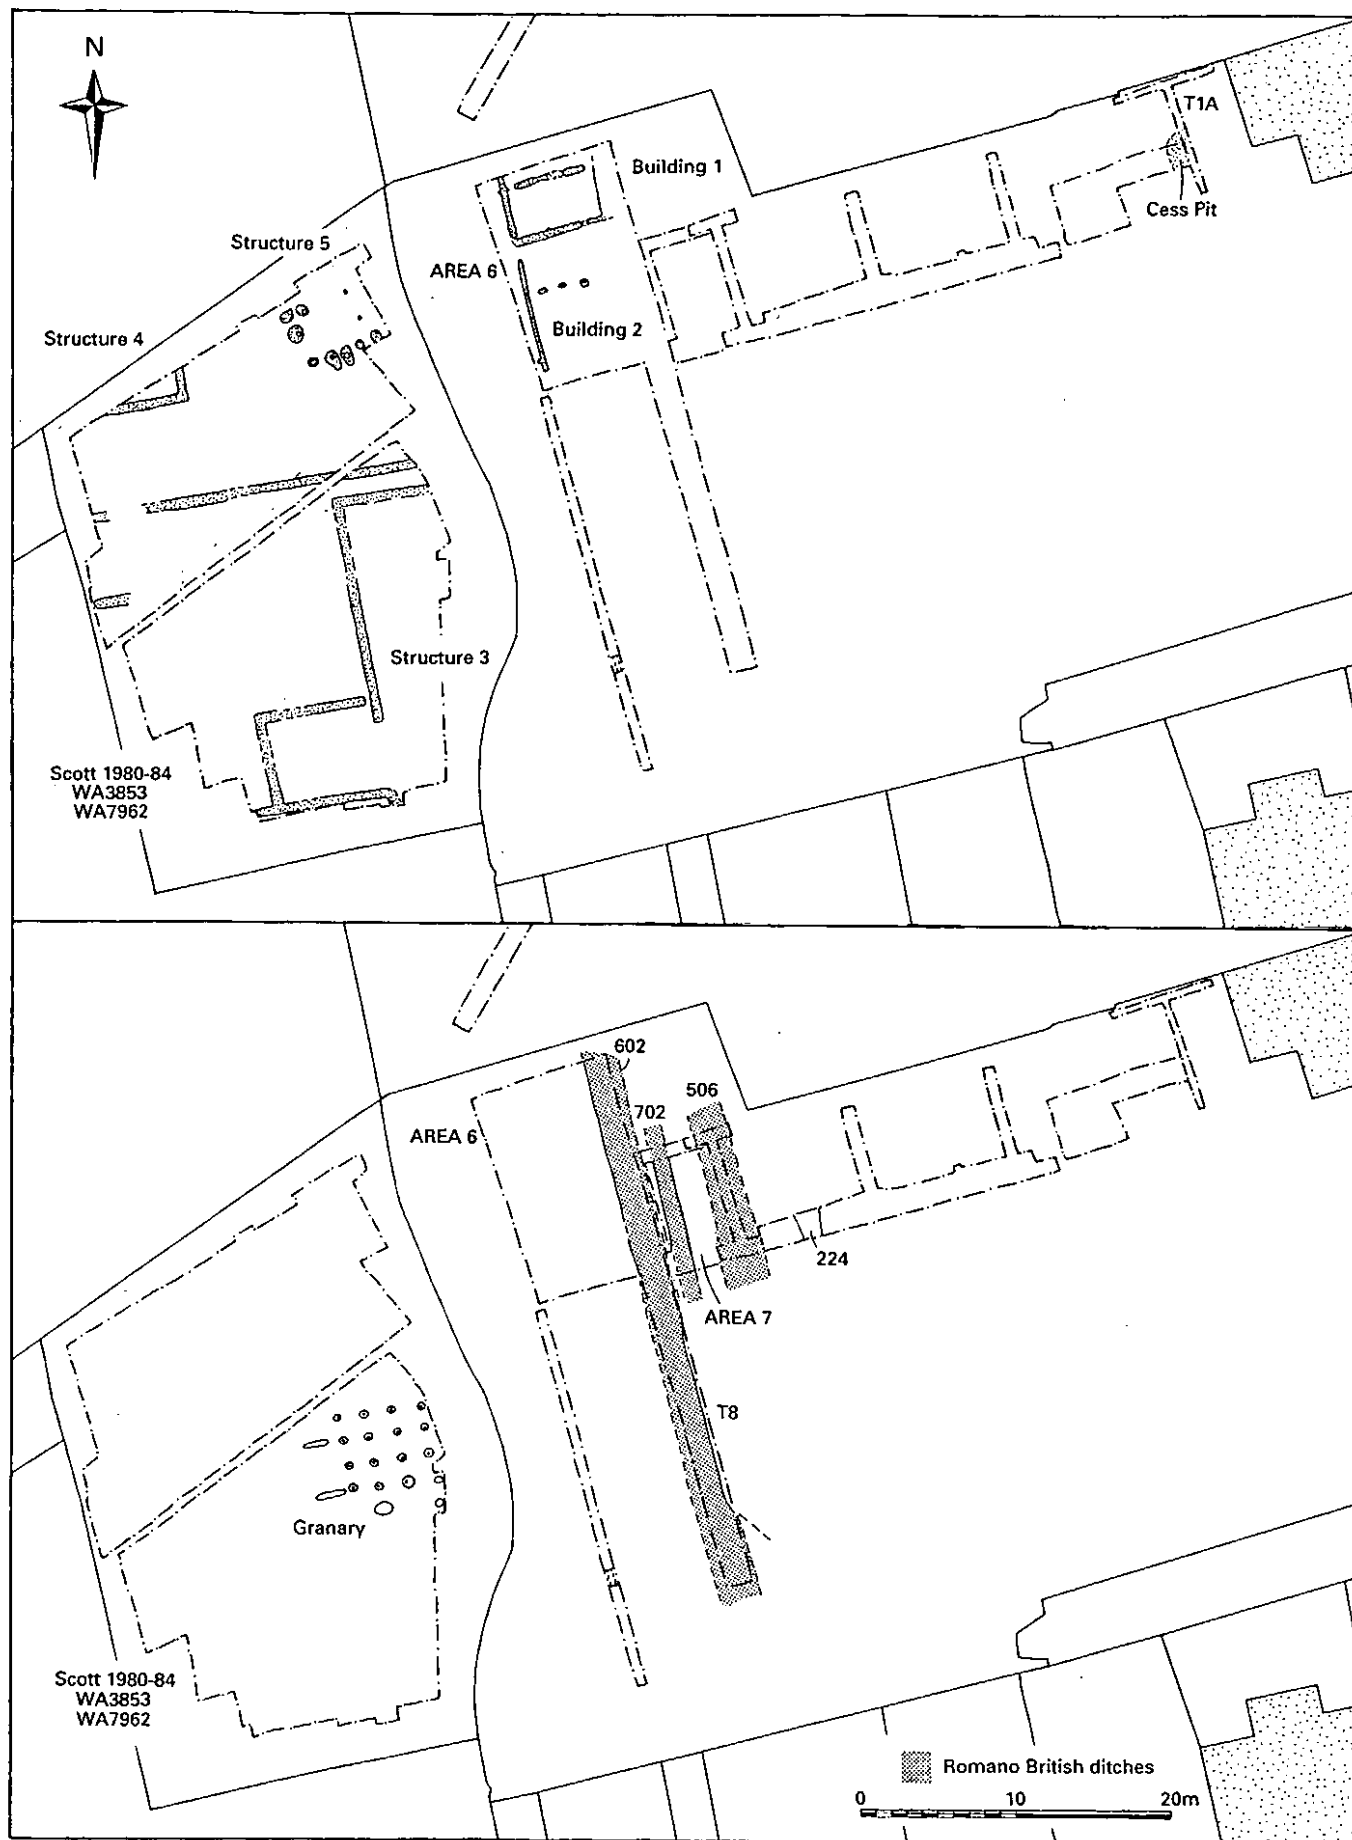 N
T1A
Building 1
Cess Pit
Structure 5
AREA 6
Structure 4
Building 2
Structure 3
Scott 1980-84
WA3853
WA7962
602
506
702
AREA 6
224
AREA 7
T8
Granary
Scott 1980-84
WA3853
WA7962
Romano British ditches
0 10 20m